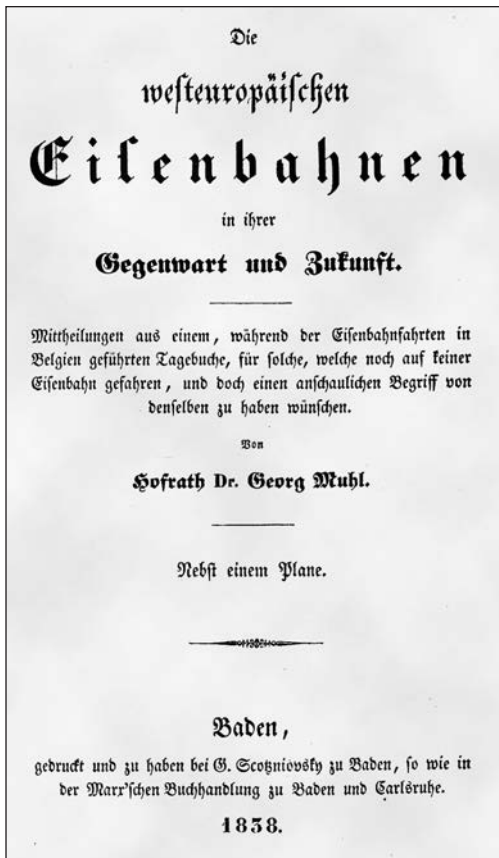 Die
westeuropäischen
Eisenbahnen
in ihrer
Gegenwart und Zukunft.
Mittheilungen aus einem, während der Eisenbahnfahrten in
Belgien geführten Tagebuche, für solche, welche noch auf keiner
Eisenbahn gefahren, und doch einen anschaulichen Begriff von
denselben zu haben wünschen.
Von
Hofrath Dr. Georg Muhl.
Nebst einem Plane.
Baden,
gedruckt und zu haben bei G. Scotzniovsky zu Baden, so wie in
der Marx'schen Buchhandlung zu Baden und Carlsruhe.
1838.